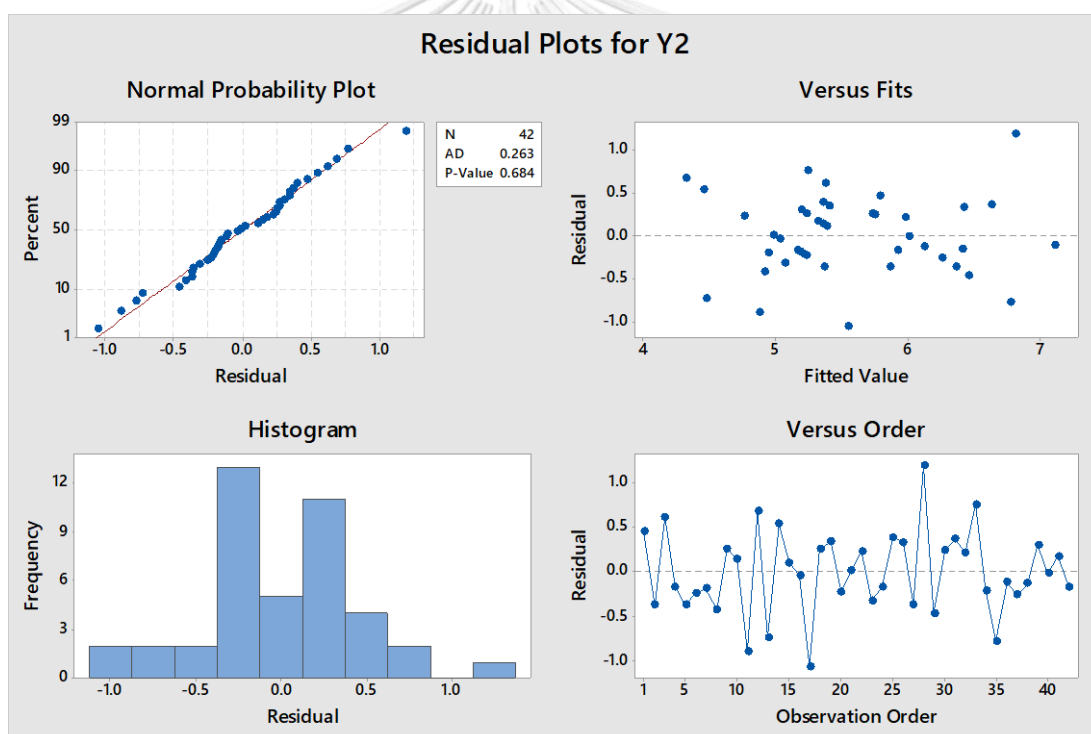 Residual Plots for Y2
Normal Probability Plot
Percent
99
90
50
10
1
-1.0 -0.5 0.0 0.5 1.0
Residual
N 42
AD 0.263
P-Value 0.684
Versus Fits
Residual
1.0
0.5
0.0
-0.5
-1.0
4 5 6 7
Fitted Value
Histogram
Frequency
12
9
6
3
0
-1.0 -0.5 0.0 0.5 1.0
Residual
Versus Order
Residual
1.0
0.5
0.0
-0.5
-1.0
1 5 10 15 20 25 30 35 40
Observation Order